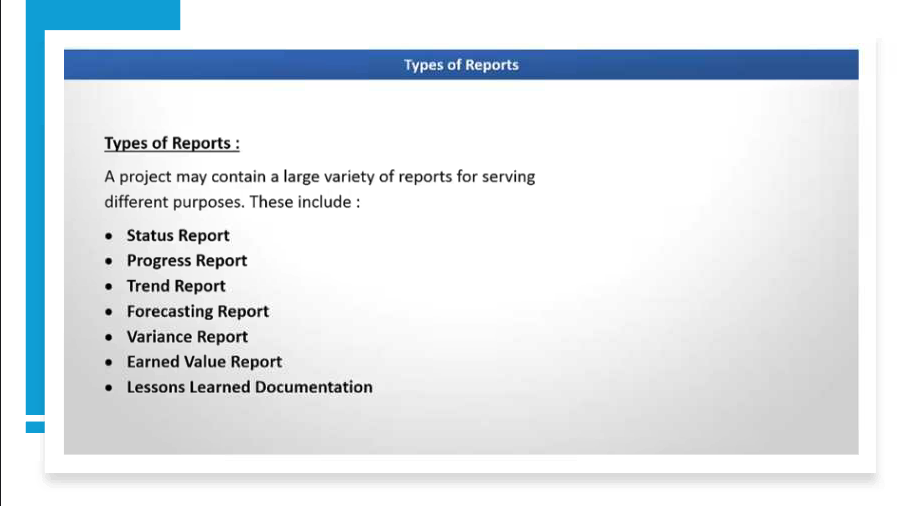 Types of Reports
Types of Reports :
A project may contain a large variety of reports for serving
different purposes. These include :
• Status Report
• Progress Report
• Trend Report
• Forecasting Report
• Variance Report
• Earned Value Report
• Lessons Learned Documentation